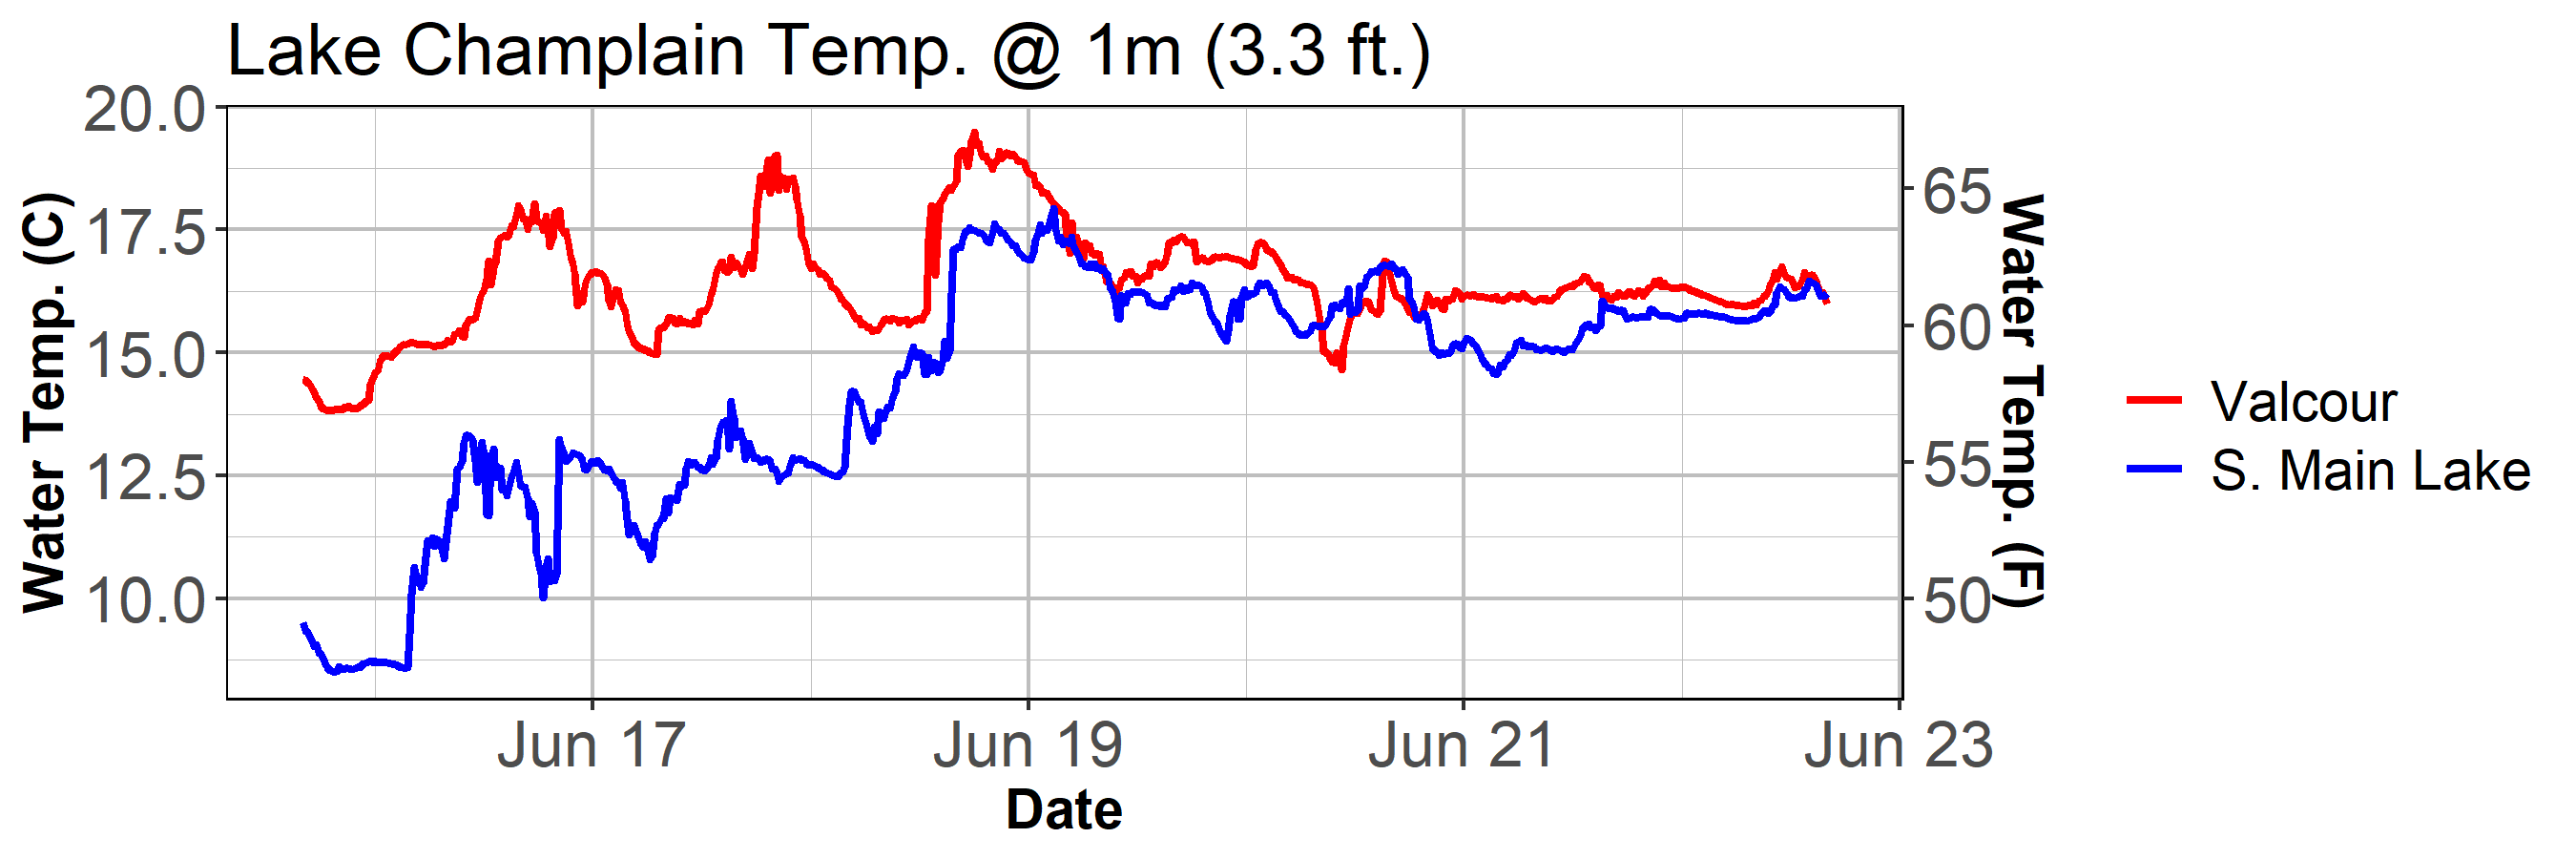 Lake Champlain Temp. @ 1m (3.3 ft.)
Water Temp. (C)
20.0
17.5
15.0
12.5
10.0
65
60
55
50
Water Temp. (F)
Jun 17
Jun 19
Jun 21
Jun 23
Date
Valcour
S. Main Lake